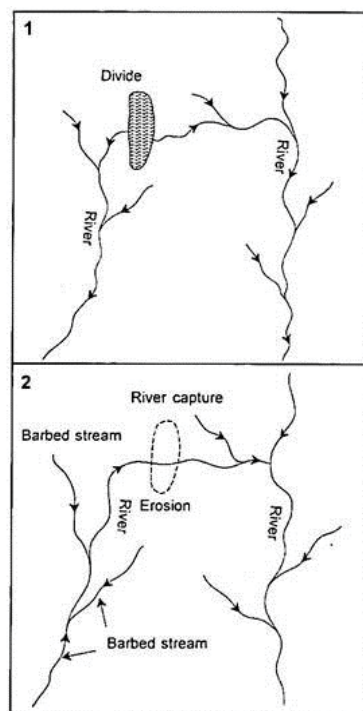 1
Divide
River
River
2
River capture
Barbed stream
River
Erosion
River
Barbed stream